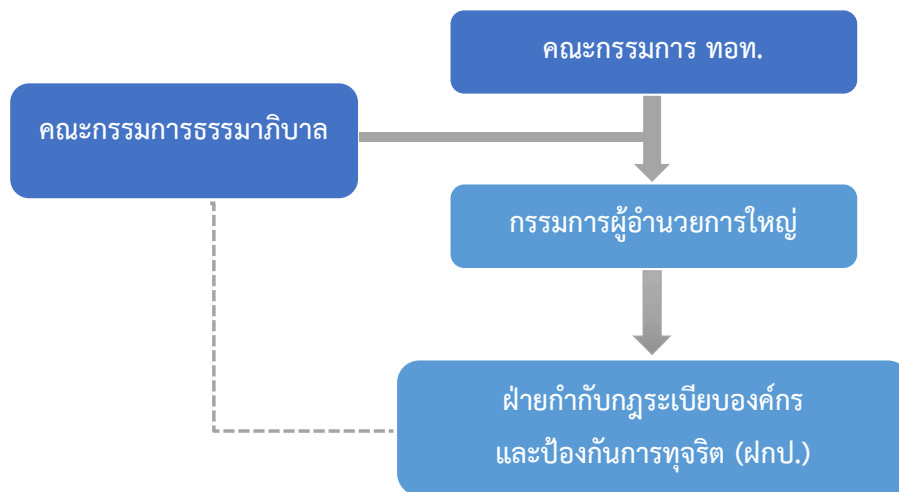 คณะกรรมการ ทอท.
คณะกรรมการธรรมาภิบาล
กรรมการผู้อำนวยการใหญ่
ฝ่ายกำกับกฎระเบียบองค์กร
และป้องกันการทุจริต (ฝกป.)